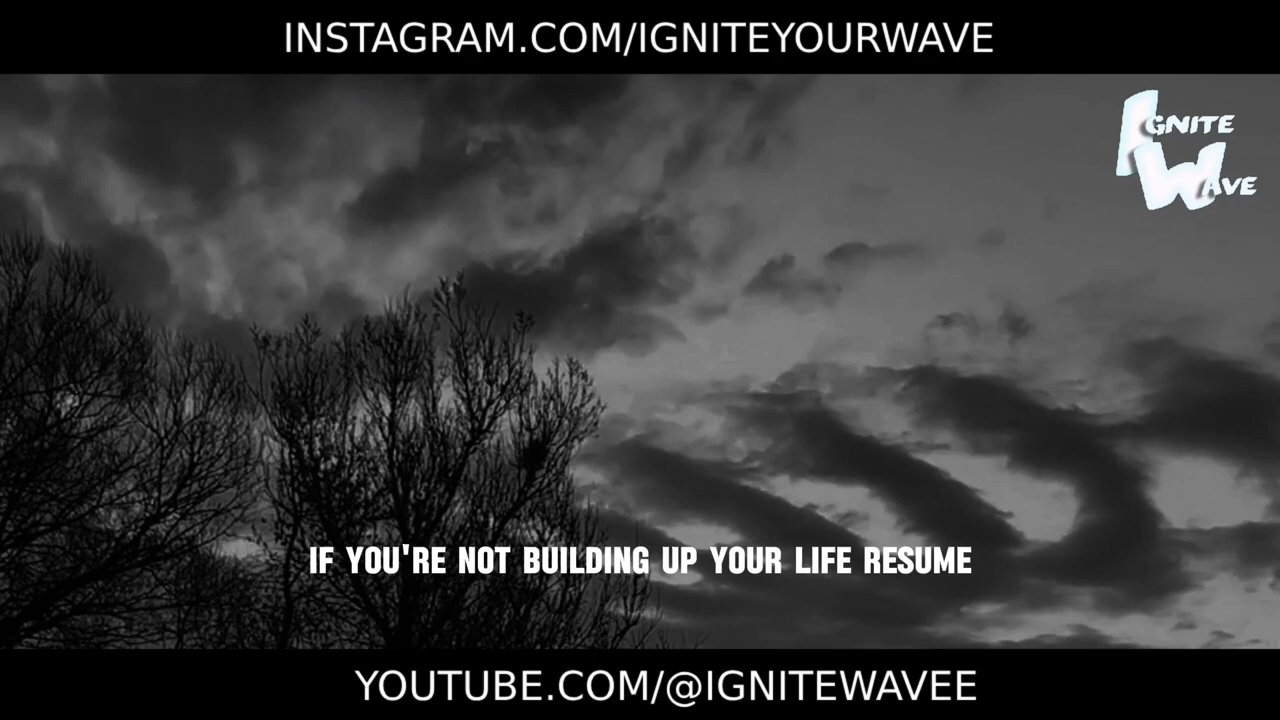 INSTAGRAM.COM/IGNITEYOURWAVE
IGNITE
WAVE
IF YOU'RE NOT BUILDING UP YOUR LIFE RESUME
YOUTUBE.COM/@IGNITEWAVEE